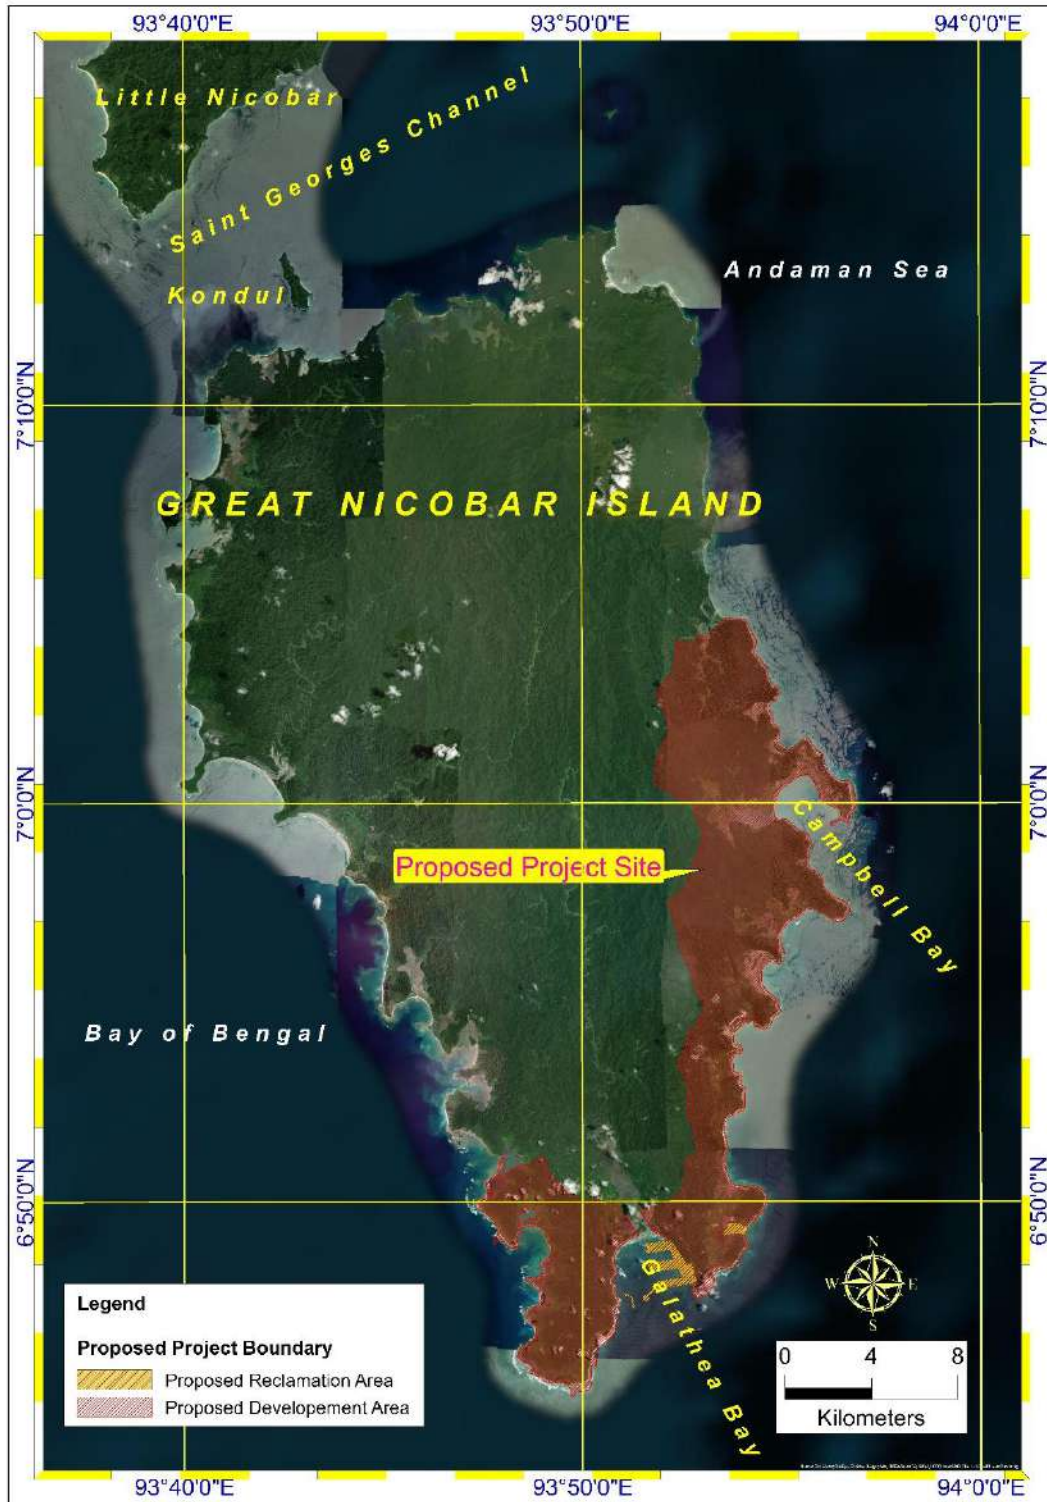 93°40'0"E 93°50'0"E 94°0'0"E
Little Nicobar
Saint Georges Channel
Kondul
Andaman Sea
7°10'0"N 7°10'0"N
GREAT NICOBAR ISLAND
7°0'0"N 7°0'0"N
Campbell Bay
Proposed Project Site
Bay of Bengal
6°50'0"N 6°50'0"N
Galathea Bay
N
W E
S
Legend
Proposed Project Boundary
Proposed Reclamation Area
Proposed Developement Area
0 4 8
Kilometers
93°40'0"E 93°50'0"E 94°0'0"E